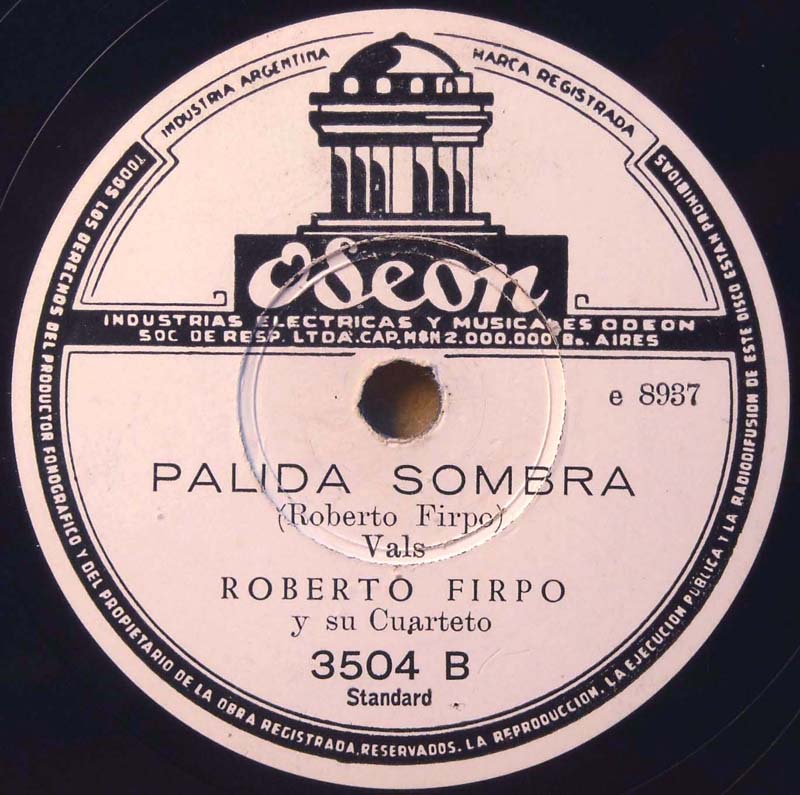 INDUSTRIA ARGENTINA
MARCA REGISTRADA
Odeon
INDUSTRIAS ELECTRICAS Y MUSICALES ODEON
SOC DE RESP. LTDA. CAP. M$N 2.000.000 Bs. AIRES
e 8937
PALIDA SOMBRA
(Roberto Firpo)
Vals
ROBERTO FIRPO
y su Cuarteto
3504 B
Standard
TODOS LOS DERECHOS DEL PRODUCTOR FONOGRAFICO Y DEL PROPIETARIO DE LA OBRA REGISTRADA, RESERVADOS. LA REPRODUCCION, LA EJECUCION PUBLICA Y LA RADIODIFUSION DE ESTE DISCO ESTAN PROHIBIDAS